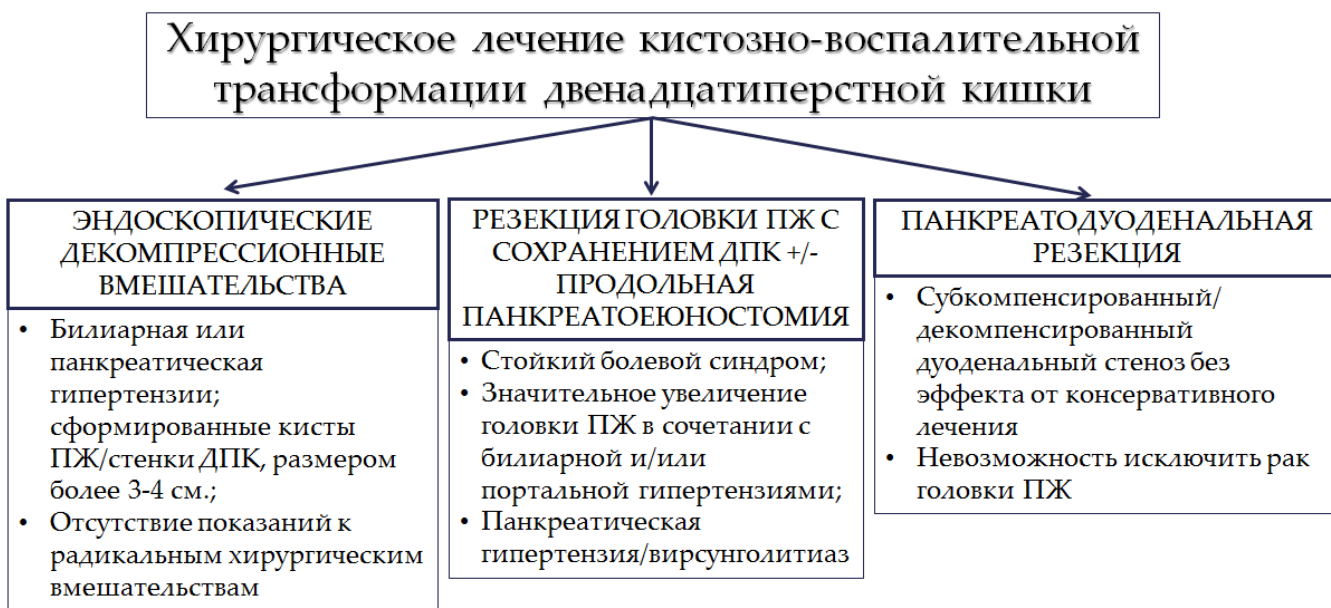 Хирургическое лечение кистозно-воспалительной
трансформации двенадцатиперстной кишки
ЭНДОСКОПИЧЕСКИЕ
ДЕКОМПРЕССИОННЫЕ
ВМЕШАТЕЛЬСТВА
• Билиарная или
панкреатическая
гипертензии;
сформированные кисты
ПЖ/стенки ДПК, размером
более 3-4 см.;
• Отсутствие показаний к
радикальным хирургическим
вмешательствам
РЕЗЕКЦИЯ ГОЛОВКИ ПЖ С
СОХРАНЕНИЕМ ДПК +/-
ПРОДОЛЬНАЯ
ПАНКРЕАТОЕЮНОСТОМИЯ
• Стойкий болевой синдром;
• Значительное увеличение
головки ПЖ в сочетании с
билиарной и/или
портальной гипертензиями;
• Панкреатическая
гипертензия/вирсунголитиаз
ПАНКРЕАТОДУОДЕНАЛЬНАЯ
РЕЗЕКЦИЯ
• Субкомпенсированный/
декомпенсированный
дуоденальный стеноз без
эффекта от консервативного
лечения
• Невозможность исключить рак
головки ПЖ